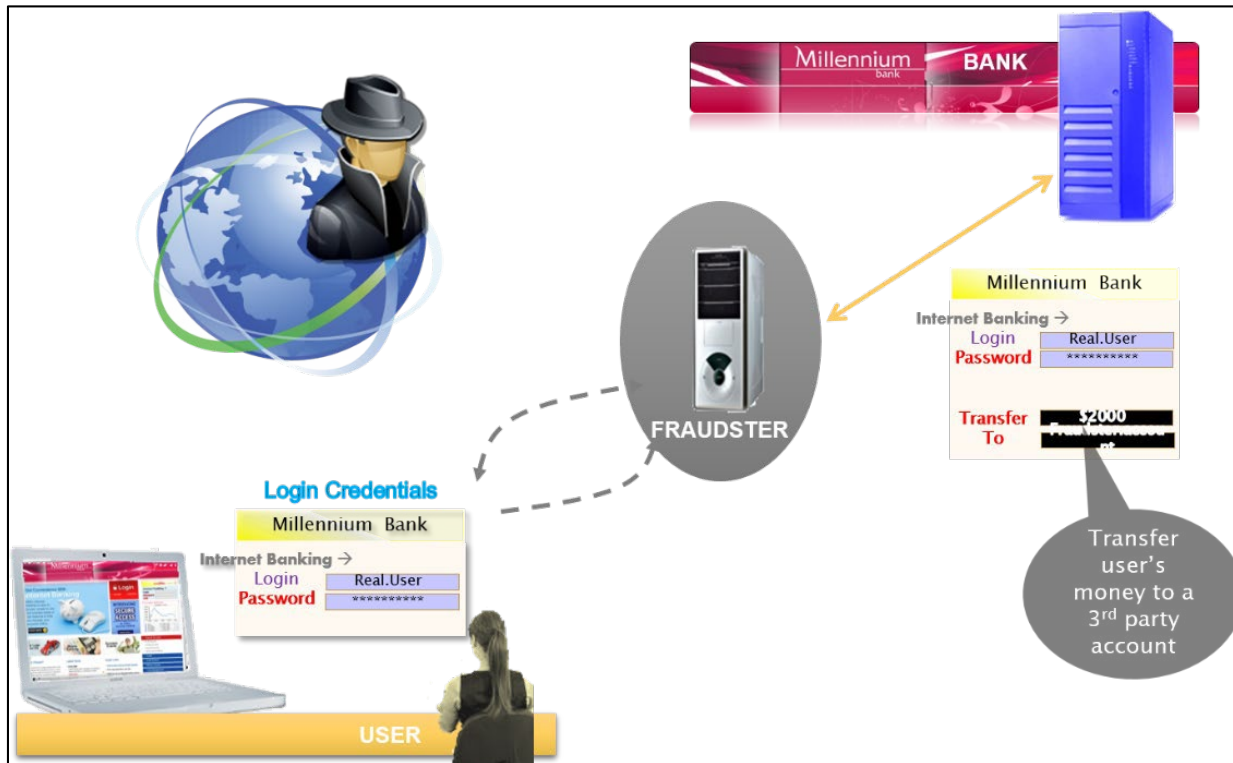 Millennium
bank
BANK
FRAUDSTER
Millennium Bank
Internet Banking →
Login Real.User
Password **********
Transfer $2000
To
Transfer
user's
money to a
3rd party
account
Login Credentials
Millennium Bank
Internet Banking →
Login Real.User
Password **********
USER